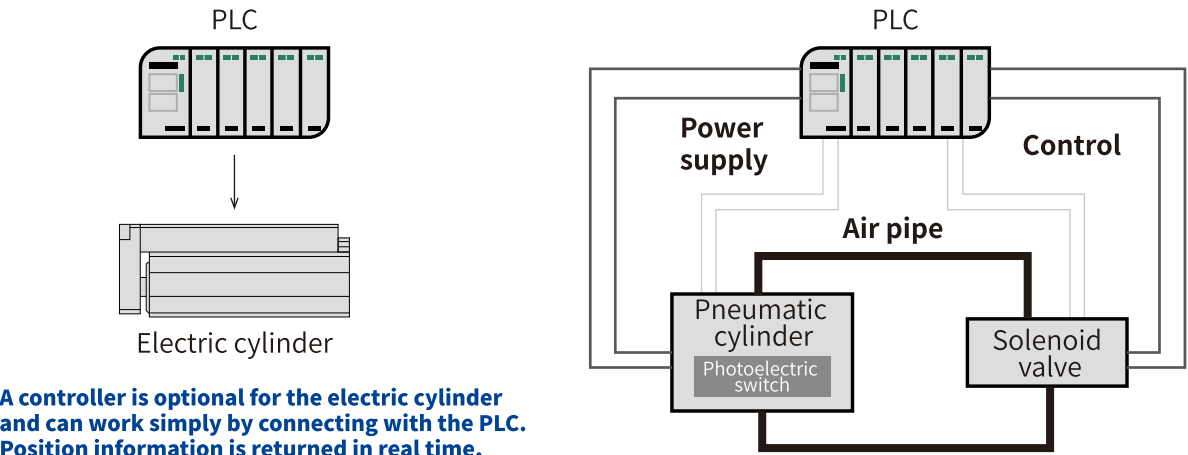 PLC
Electric cylinder
A controller is optional for the electric cylinder
and can work simply by connecting with the PLC.
Position information is returned in real time.
PLC
Power
supply
Control
Air pipe
Pneumatic
cylinder
Photoelectric
switch
Solenoid
valve